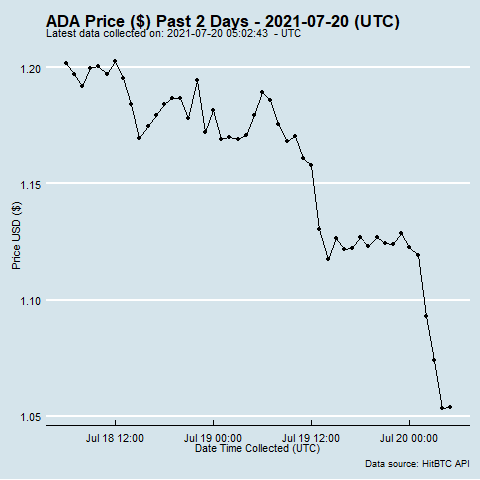 ADA Price ($) Past 2 Days - 2021-07-20 (UTC)
Latest data collected on: 2021-07-20 05:02:43  - UTC
1.20
1.15
1.10
1.05
Price USD ($)
Jul 18 12:00 Jul 19 00:00 Jul 19 12:00 Jul 20 00:00
Date Time Collected (UTC)
Data source: HitBTC API